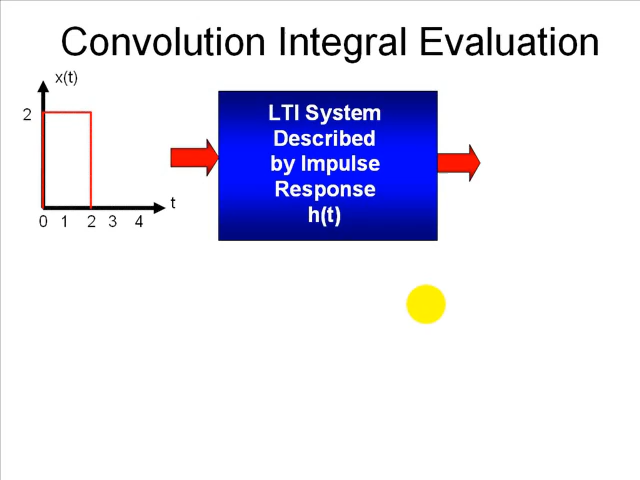 Convolution Integral Evaluation
x(t)
2
t
0 1 2 3 4
LTI System
Described
by Impulse
Response
h(t)